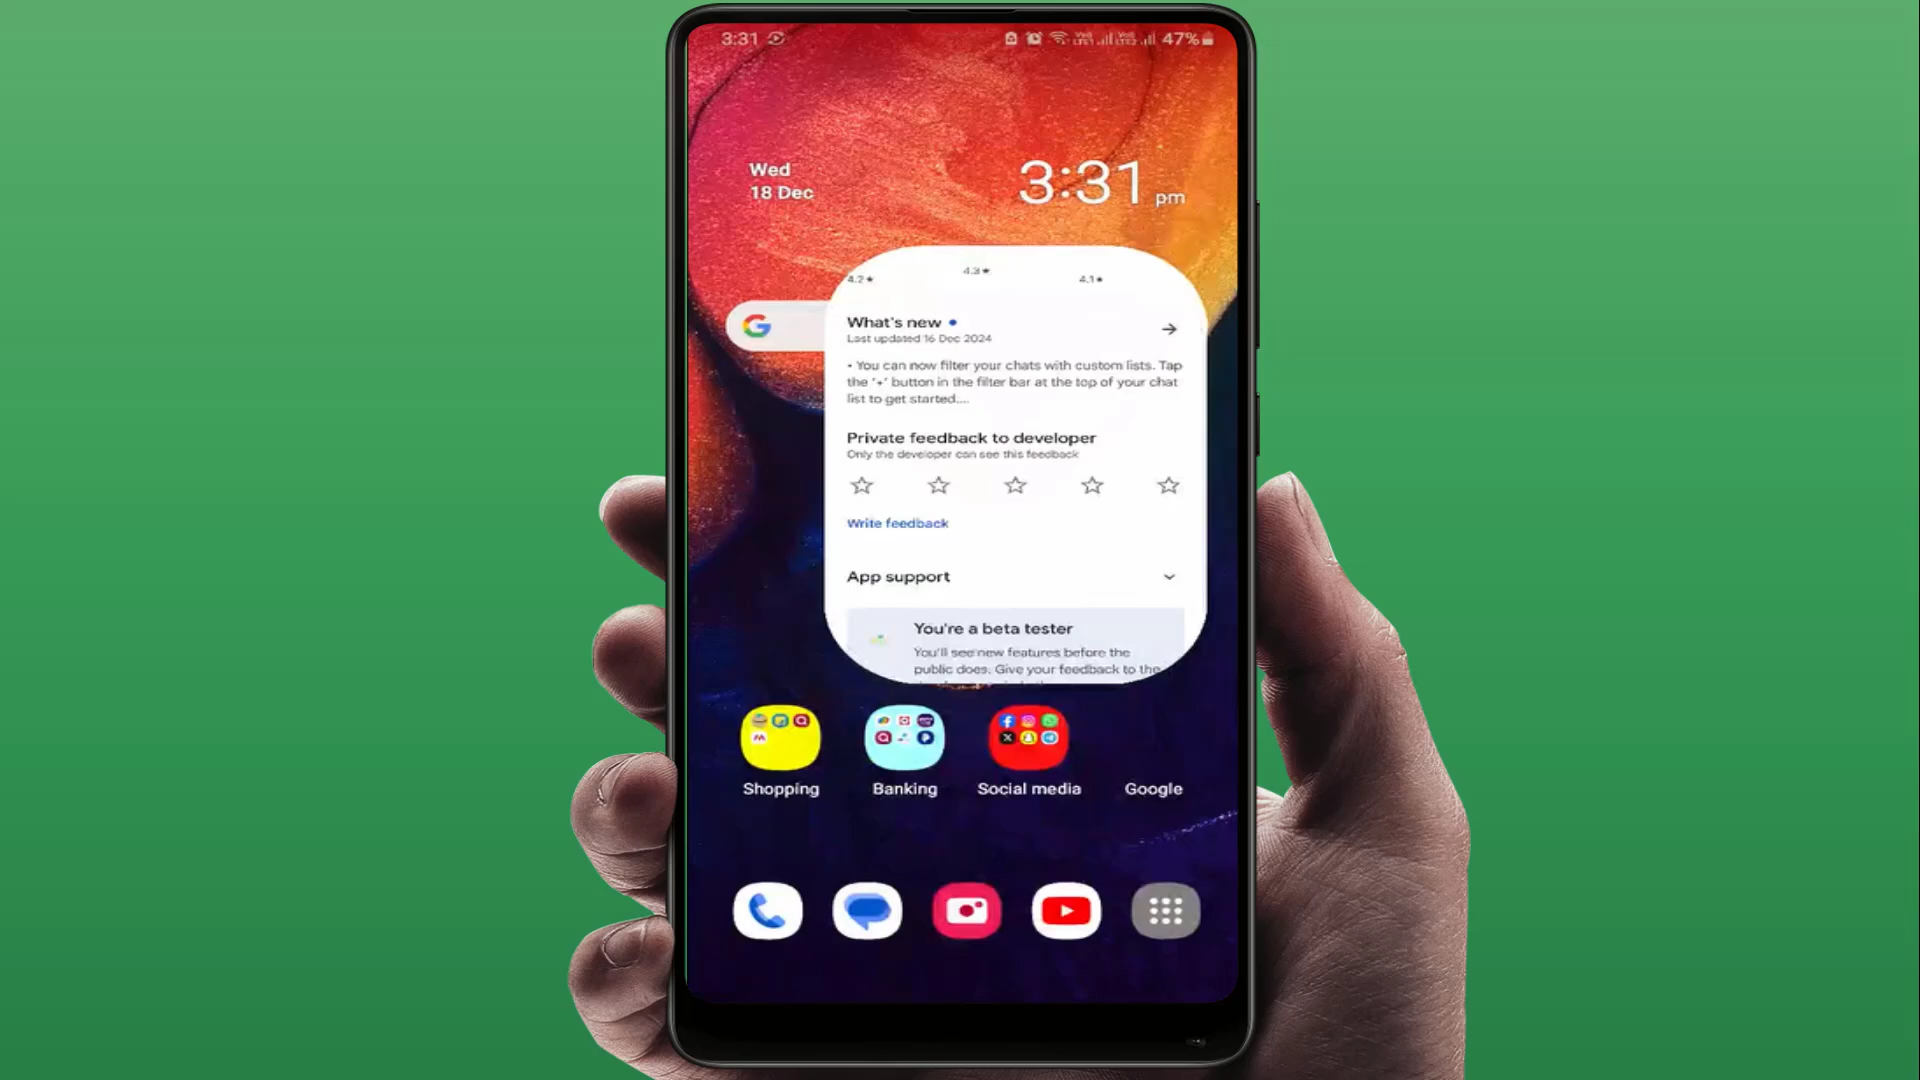 3:31
47%
Wed
18 Dec
3:31 pm
4.2★
4.3★
4.1★
What's new •
Last updated 16 Dec 2024
• You can now filter your chats with custom lists. Tap
the "+" button in the filter bar at the top of your chat
list to get started....
Private feedback to developer
Only the developer can see this feedback
Write feedback
App support
You're a beta tester
You'll see new features before the
public does. Give your feedback to the
Shopping
Banking
Social media
Google